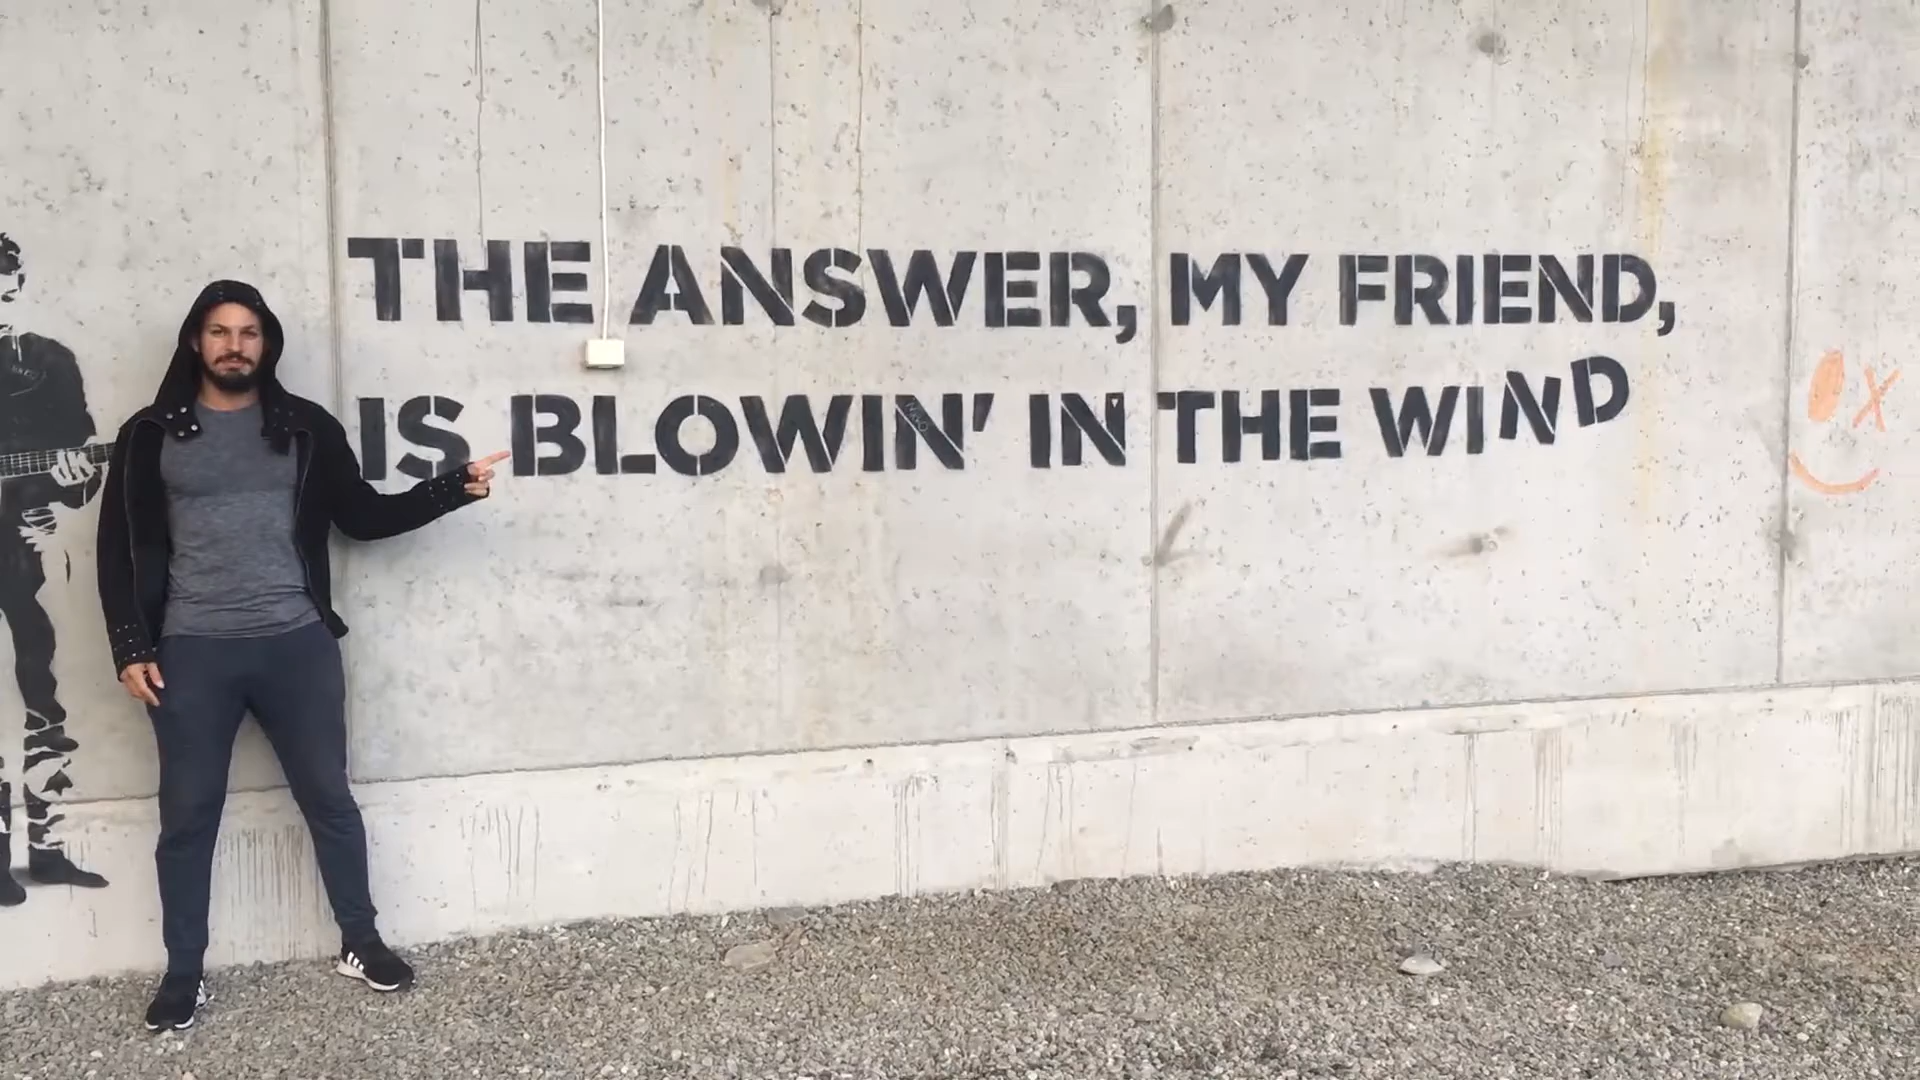 THE ANSWER, MY FRIEND,
IS BLOWIN' IN THE WIND